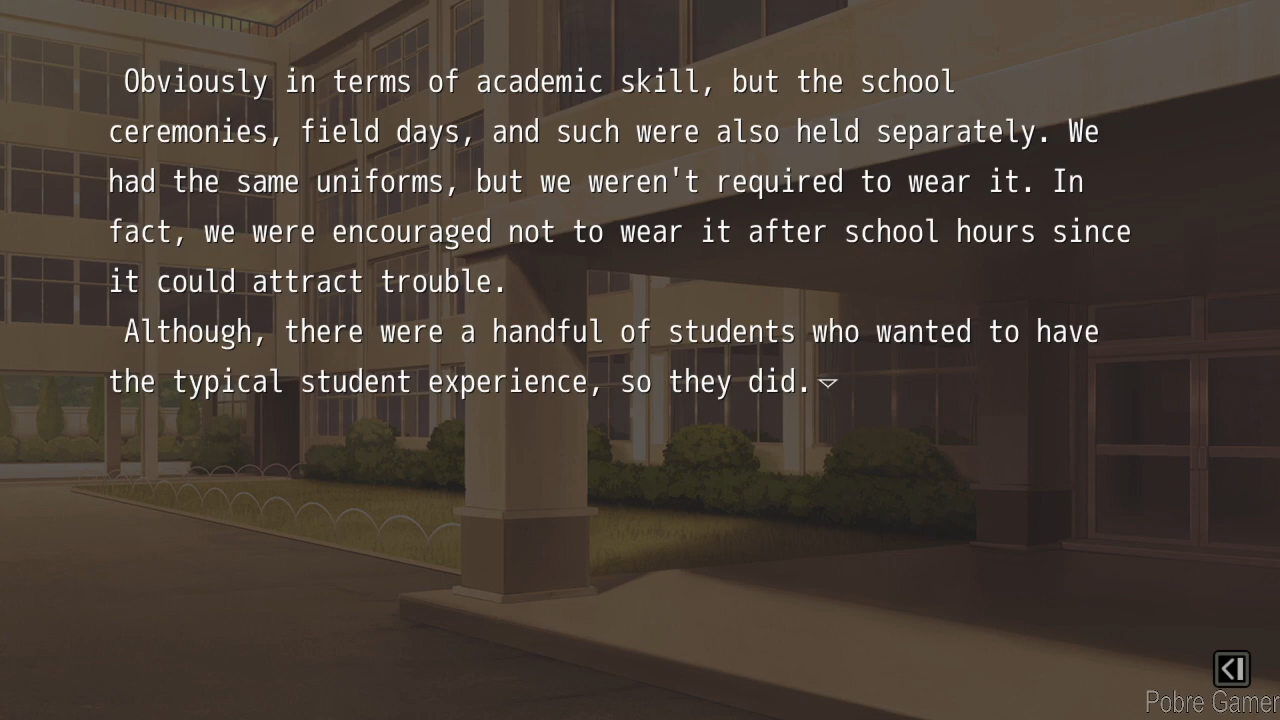 Obviously in terms of academic skill, but the school
ceremonies, field days, and such were also held separately. We
had the same uniforms, but we weren't required to wear it. In
fact, we were encouraged not to wear it after school hours since
it could attract trouble.
Although, there were a handful of students who wanted to have
the typical student experience, so they did.
Pobre Gamer